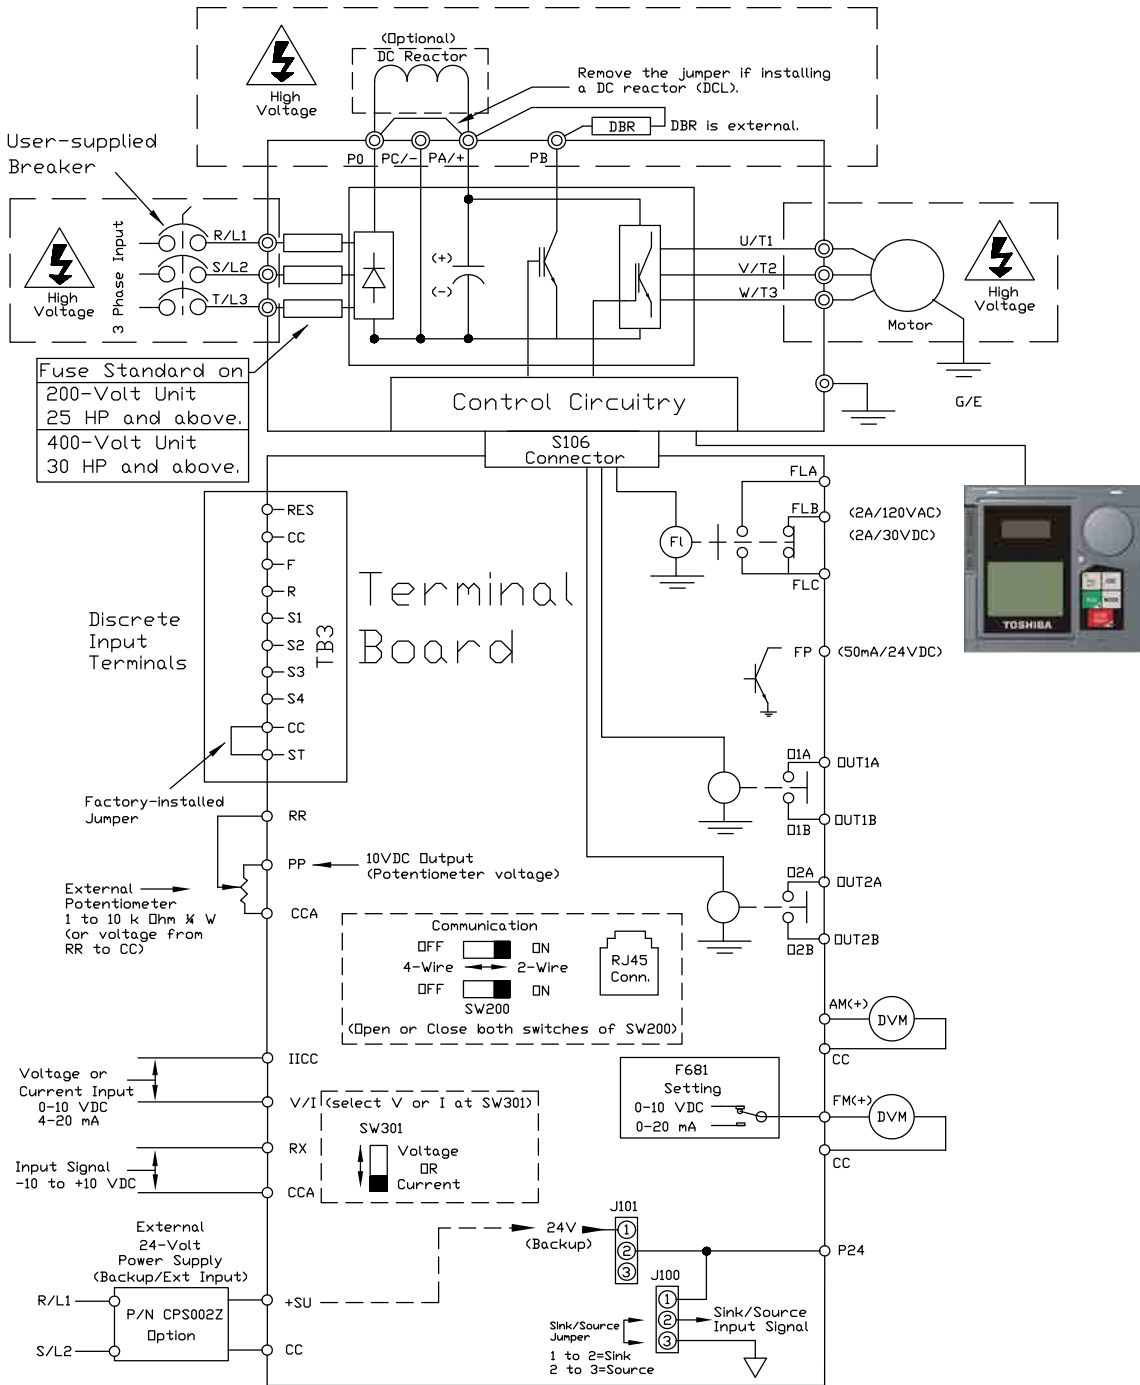 (Optional)
DC Reactor
High
Voltage
Remove the jumper if installing
a DC reactor (DCL).
DBR
DBR is external.
User-supplied
Breaker
PO
PC/-
PA/+
PB
3 Phase Input
High
Voltage
R/L1
S/L2
T/L3
(+)
(-)
U/T1
V/T2
W/T3
Motor
High
Voltage
G/E
Fuse Standard on
200-Volt Unit
25 HP and above.
400-Volt Unit
30 HP and above.
Control Circuitry
S106
Connector
Discrete
Input
Terminals
RES
CC
F
R
S1
S2
S3
S4
CC
ST
TB3
Terminal
Board
Factory-installed
Jumper
Fl
FLA
FLB
FLC
(2A/120VAC)
(2A/30VDC)
TOSHIBA
FP
(50mA/24VDC)
O1A
OUT1A
O1B
OUT1B
O2A
OUT2A
O2B
OUT2B
RR
PP
10VDC Output
(Potentiometer voltage)
CCA
External
Potentiometer
1 to 10 k Ohm ¼ W
(or voltage from
RR to CC)
Communication
OFF
ON
4-Wire
2-Wire
OFF
ON
SW200
(Open or Close both switches of SW200)
RJ45
Conn.
AM(+)
DVM
CC
F681
Setting
0-10 VDC
0-20 mA
FM(+)
DVM
CC
IICC
Voltage or
Current Input
0-10 VDC
4-20 mA
V/I
(select V or I at SW301)
SW301
Voltage
OR
Current
RX
Input Signal
-10 to +10 VDC
CCA
External
24-Volt
Power Supply
(Backup/Ext Input)
R/L1
S/L2
P/N CPS002Z
Option
+SU
CC
24V
(Backup)
J101
1
2
3
P24
J100
1
2
3
Sink/Source
Input Signal
Sink/Source
Jumper
1 to 2=Sink
2 to 3=Source